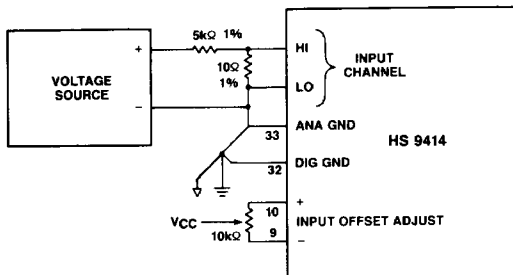 5kΩ 1%
+
HI
VOLTAGE
SOURCE
10Ω
1%
INPUT
CHANNEL
LO
−
ANA GND
33
HS 9414
DIG GND
32
+
10
VCC
INPUT OFFSET ADJUST
10kΩ
9
−